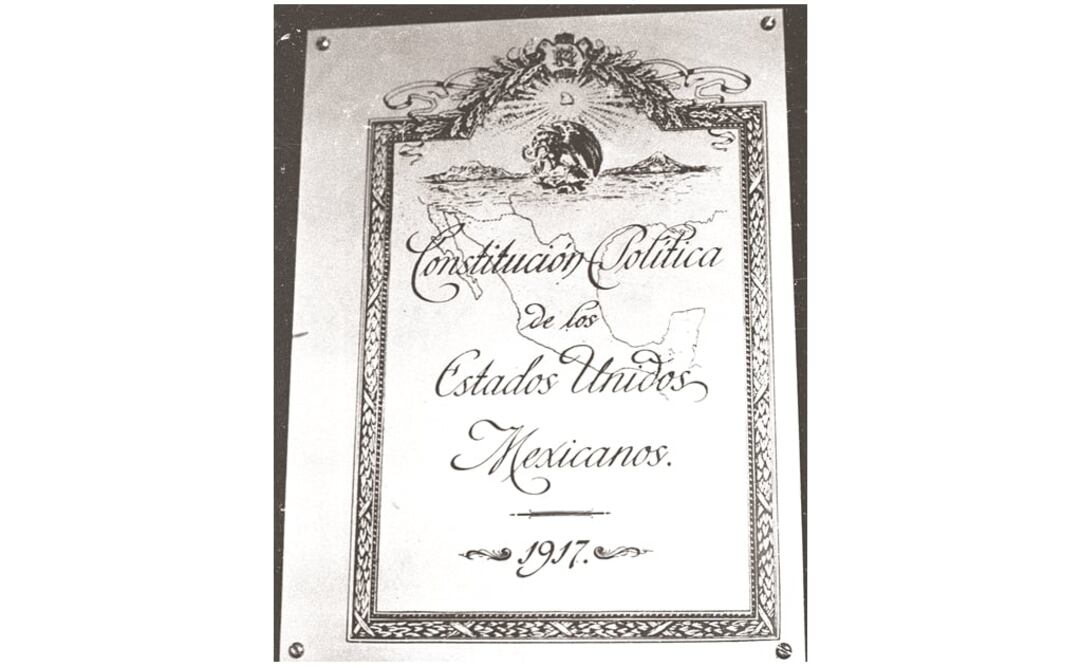 Constitución Política
de los
Estados Unidos
Mexicanos.
1917.